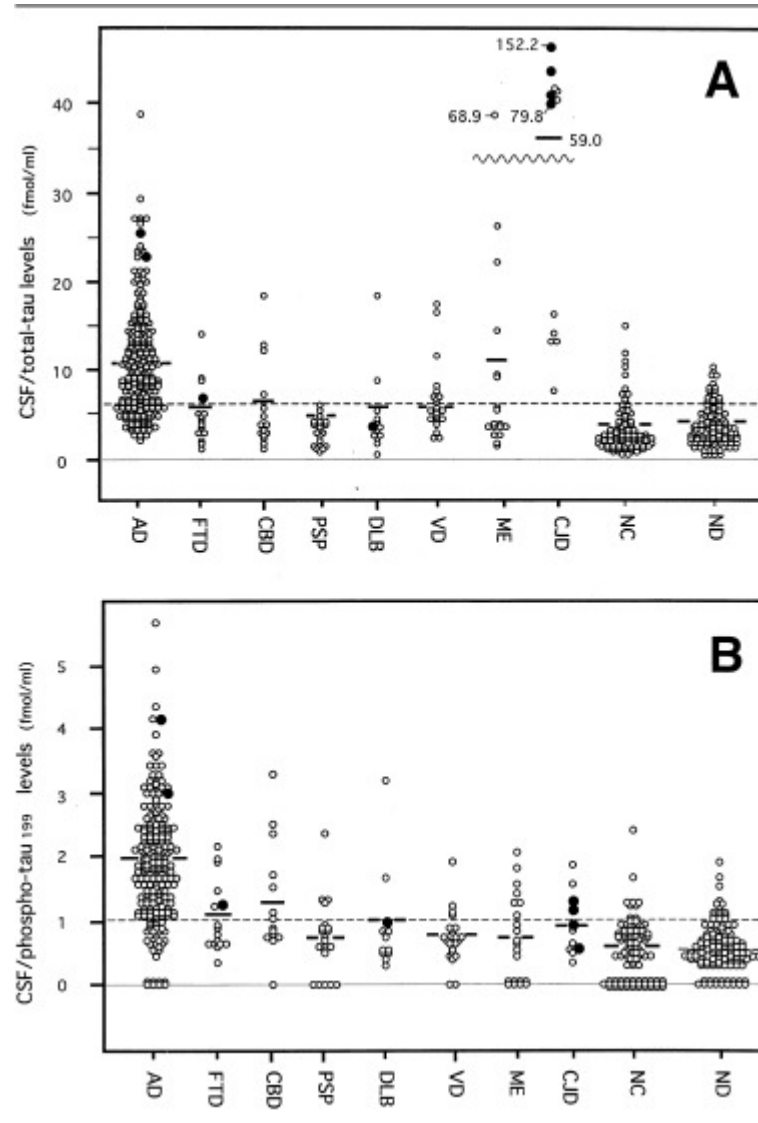 A
CSF/total-tau levels (fmol/ml)
152.2
68.9
79.8
59.0
40
30
20
10
0
AD FTD CBD PSP DLB VD ME CJD NC ND
B
CSF/phospho-tau 199 levels (fmol/ml)
5
4
3
2
1
0
AD FTD CBD PSP DLB VD ME CJD NC ND